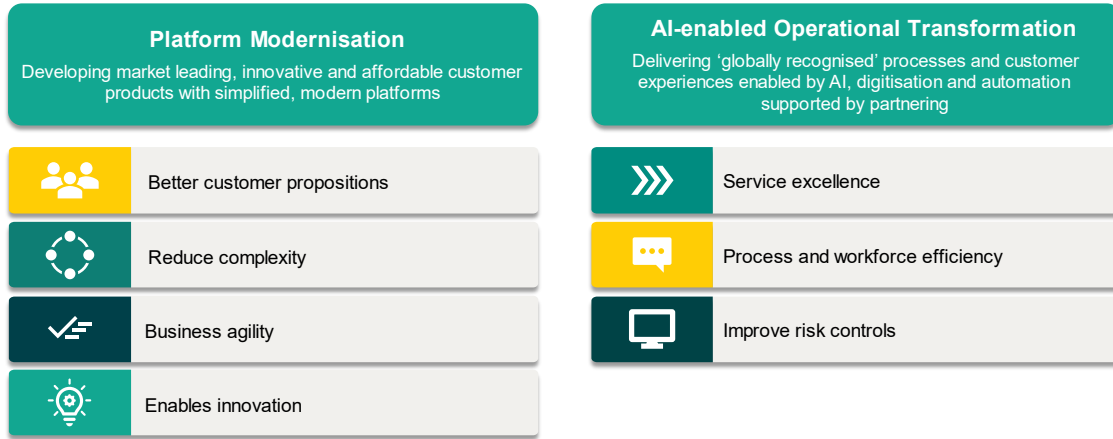 Platform Modernisation
Developing market leading, innovative and affordable customer
products with simplified, modern platforms
Better customer propositions
Reduce complexity
Business agility
Enables innovation
AI-enabled Operational Transformation
Delivering ‘globally recognised’ processes and customer
experiences enabled by AI, digitisation and automation
supported by partnering
Service excellence
Process and workforce efficiency
Improve risk controls